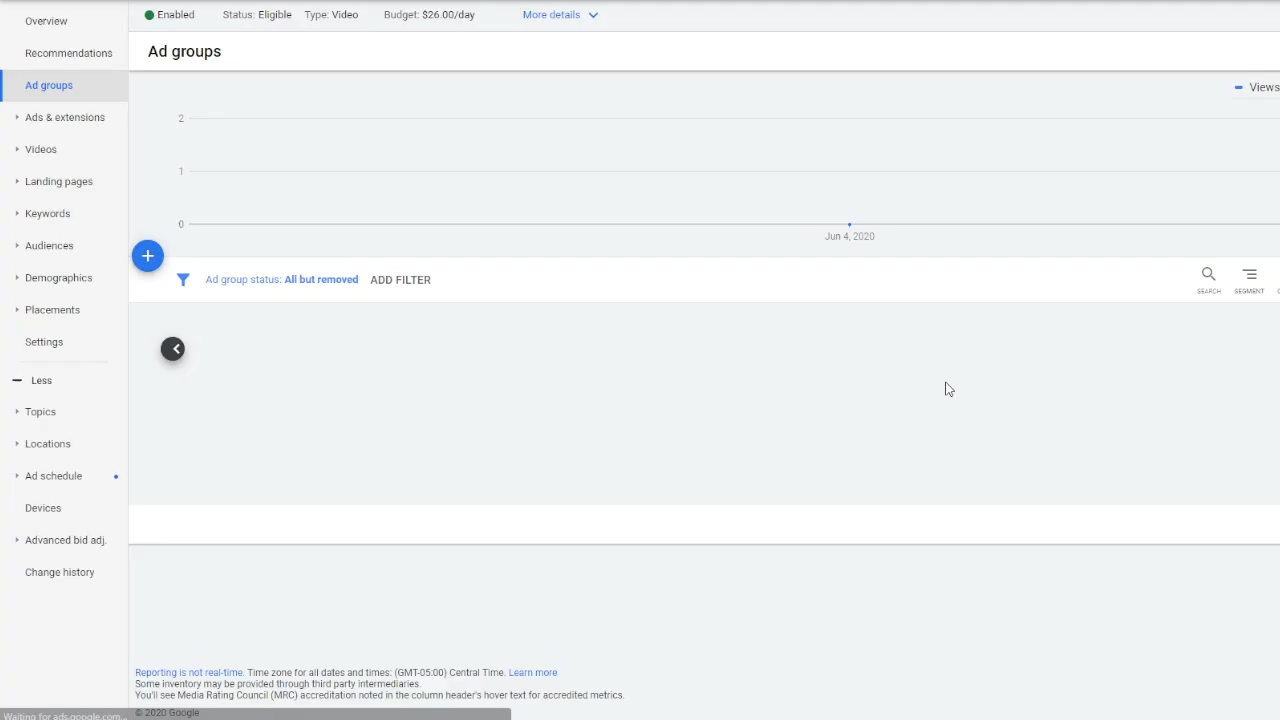 Overview
Enabled Status: Eligible Type: Video Budget: $26.00/day More details
Recommendations
Ad groups
Ad groups
Views
Ads & extensions
2
Videos
1
Landing pages
Keywords
0
Jun 4, 2020
Audiences
+
Demographics
Ad group status: All but removed ADD FILTER
SEARCH SEGMENT
Placements
Settings
Less
Topics
Locations
Ad schedule
Devices
Advanced bid adj.
Change history
Reporting is not real-time. Time zone for all dates and times: (GMT-05:00) Central Time. Learn more
Some inventory may be provided through third party intermediaries.
You'll see Media Rating Council (MRC) accreditation noted in the column header's hover text for accredited metrics.
© 2020 Google
Waiting for ads.google.com...